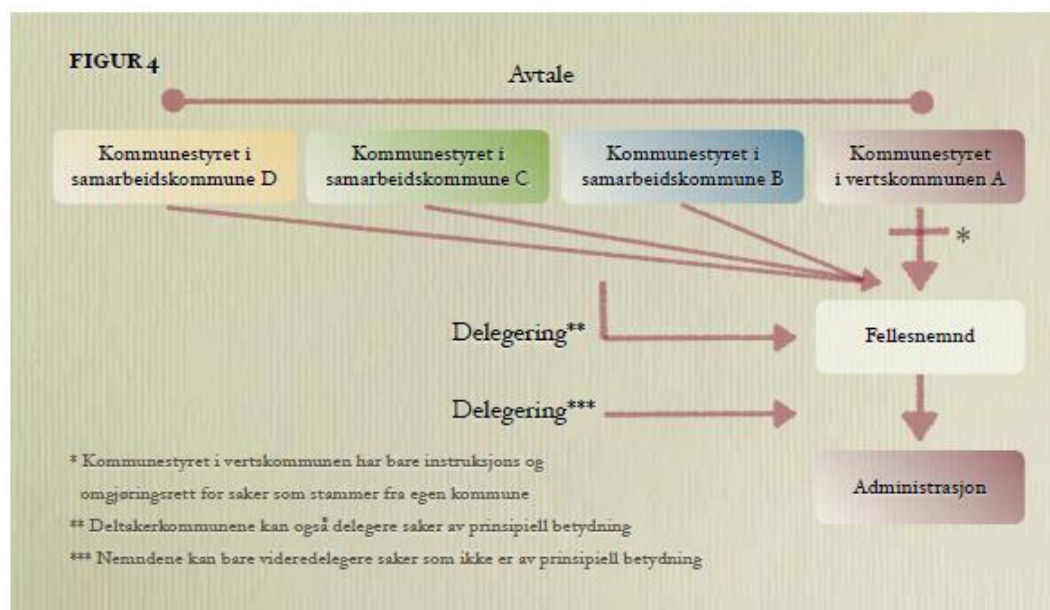 FIGUR 4
Avtale
Kommunestyret i
samarbeidskommune D
Kommunestyret i
samarbeidskommune C
Kommunestyret i
samarbeidskommune B
Kommunestyret
i vertskommunen A
*
Delegering**
Fellesnemnd
Delegering***
Administrasjon
* Kommunestyret i vertskommunen har bare instruksjons og
omgjøringsrett for saker som stammer fra egen kommune
** Deltakerkommunene kan også delegere saker av prinsipiell betydning
*** Nemndene kan bare videredelegere saker som ikke er av prinsipiell betydning